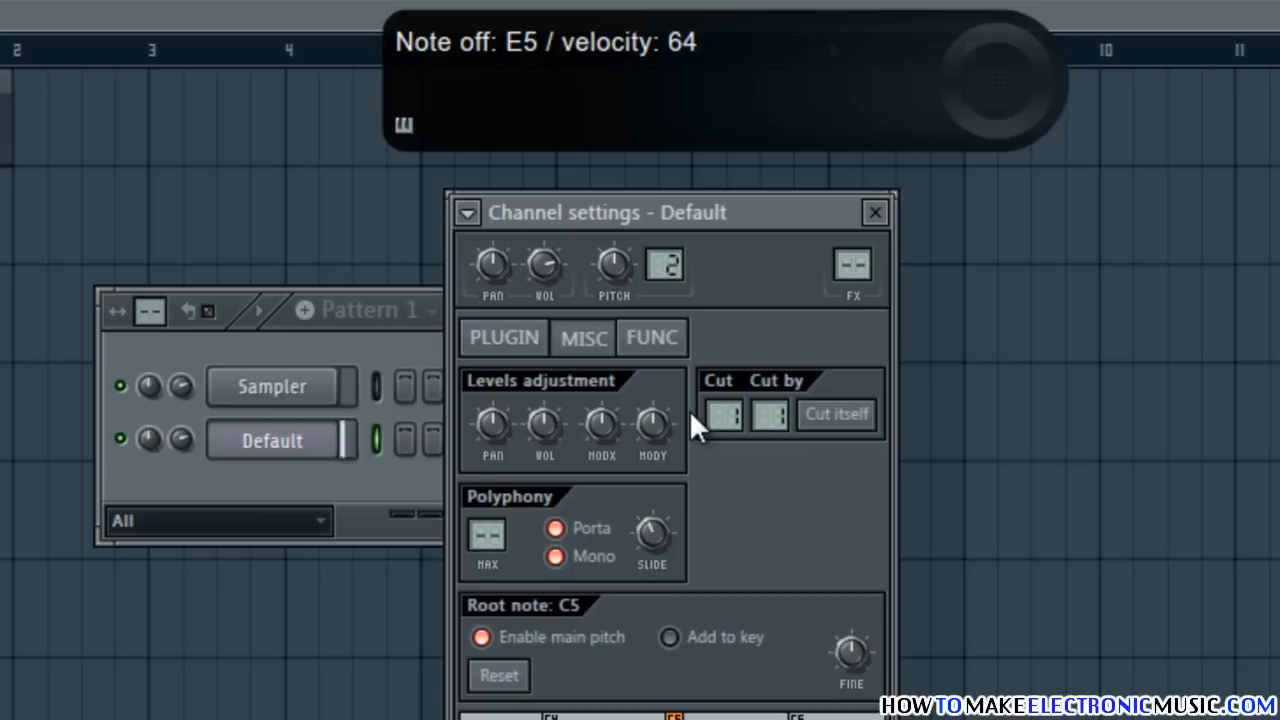 Note off: E5 / velocity: 64
2 3 4 10 11
Channel settings - Default
2
PAN VOL PITCH FX
Pattern 1
PLUGIN MISC FUNC
Levels adjustment
Cut Cut by
Sampler
1 1 Cut itself
Default
PAN VOL MODX MODY
Polyphony
All
Porta
Mono
MAX SLIDE
Root note: C5
Enable main pitch Add to key
Reset
FINE
HOWTOMAKEELECTRONICMUSIC.COM